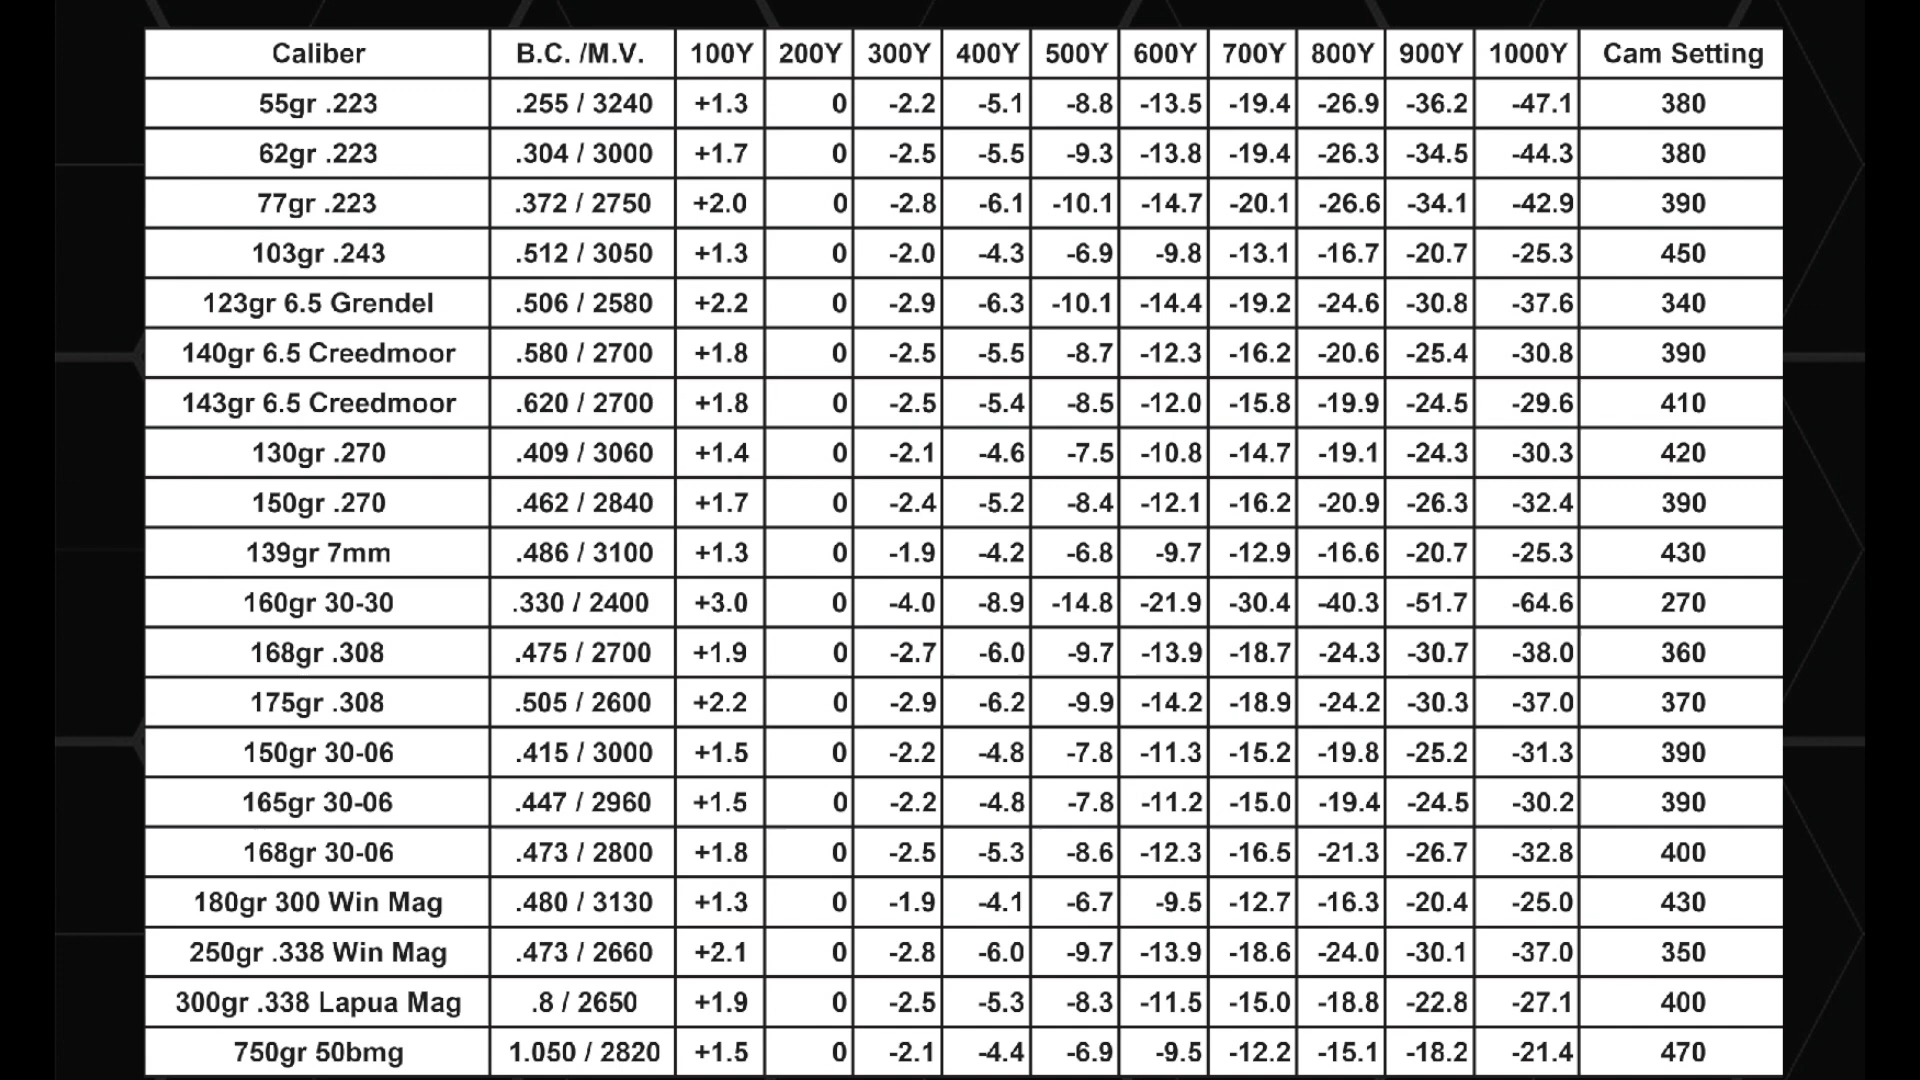 Caliber B.C. /M.V. 100Y 200Y 300Y 400Y 500Y 600Y 700Y 800Y 900Y 1000Y Cam Setting
55gr .223 .255 / 3240 +1.3 0 -2.2 -5.1 -8.8 -13.5 -19.4 -26.9 -36.2 -47.1 380
62gr .223 .304 / 3000 +1.7 0 -2.5 -5.5 -9.3 -13.8 -19.4 -26.3 -34.5 -44.3 380
77gr .223 .372 / 2750 +2.0 0 -2.8 -6.1 -10.1 -14.7 -20.1 -26.6 -34.1 -42.9 390
103gr .243 .512 / 3050 +1.3 0 -2.0 -4.3 -6.9 -9.8 -13.1 -16.7 -20.7 -25.3 450
123gr 6.5 Grendel .506 / 2580 +2.2 0 -2.9 -6.3 -10.1 -14.4 -19.2 -24.6 -30.8 -37.6 340
140gr 6.5 Creedmoor .580 / 2700 +1.8 0 -2.5 -5.5 -8.7 -12.3 -16.2 -20.6 -25.4 -30.8 390
143gr 6.5 Creedmoor .620 / 2700 +1.8 0 -2.5 -5.4 -8.5 -12.0 -15.8 -19.9 -24.5 -29.6 410
130gr .270 .409 / 3060 +1.4 0 -2.1 -4.6 -7.5 -10.8 -14.7 -19.1 -24.3 -30.3 420
150gr .270 .462 / 2840 +1.7 0 -2.4 -5.2 -8.4 -12.1 -16.2 -20.9 -26.3 -32.4 390
139gr 7mm .486 / 3100 +1.3 0 -1.9 -4.2 -6.8 -9.7 -12.9 -16.6 -20.7 -25.3 430
160gr 30-30 .330 / 2400 +3.0 0 -4.0 -8.9 -14.8 -21.9 -30.4 -40.3 -51.7 -64.6 270
168gr .308 .475 / 2700 +1.9 0 -2.7 -6.0 -9.7 -13.9 -18.7 -24.3 -30.7 -38.0 360
175gr .308 .505 / 2600 +2.2 0 -2.9 -6.2 -9.9 -14.2 -18.9 -24.2 -30.3 -37.0 370
150gr 30-06 .415 / 3000 +1.5 0 -2.2 -4.8 -7.8 -11.3 -15.2 -19.8 -25.2 -31.3 390
165gr 30-06 .447 / 2960 +1.5 0 -2.2 -4.8 -7.8 -11.2 -15.0 -19.4 -24.5 -30.2 390
168gr 30-06 .473 / 2800 +1.8 0 -2.5 -5.3 -8.6 -12.3 -16.5 -21.3 -26.7 -32.8 400
180gr 300 Win Mag .480 / 3130 +1.3 0 -1.9 -4.1 -6.7 -9.5 -12.7 -16.3 -20.4 -25.0 430
250gr .338 Win Mag .473 / 2660 +2.1 0 -2.8 -6.0 -9.7 -13.9 -18.6 -24.0 -30.1 -37.0 350
300gr .338 Lapua Mag .8 / 2650 +1.9 0 -2.5 -5.3 -8.3 -11.5 -15.0 -18.8 -22.8 -27.1 400
750gr 50bmg 1.050 / 2820 +1.5 0 -2.1 -4.4 -6.9 -9.5 -12.2 -15.1 -18.2 -21.4 470